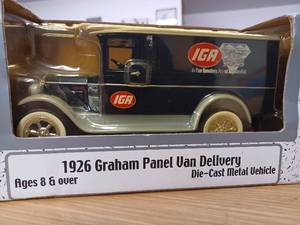 IGA
IGA
1926 Graham Panel Van Delivery
Ages 8 & over
Die-Cast Metal Vehicle